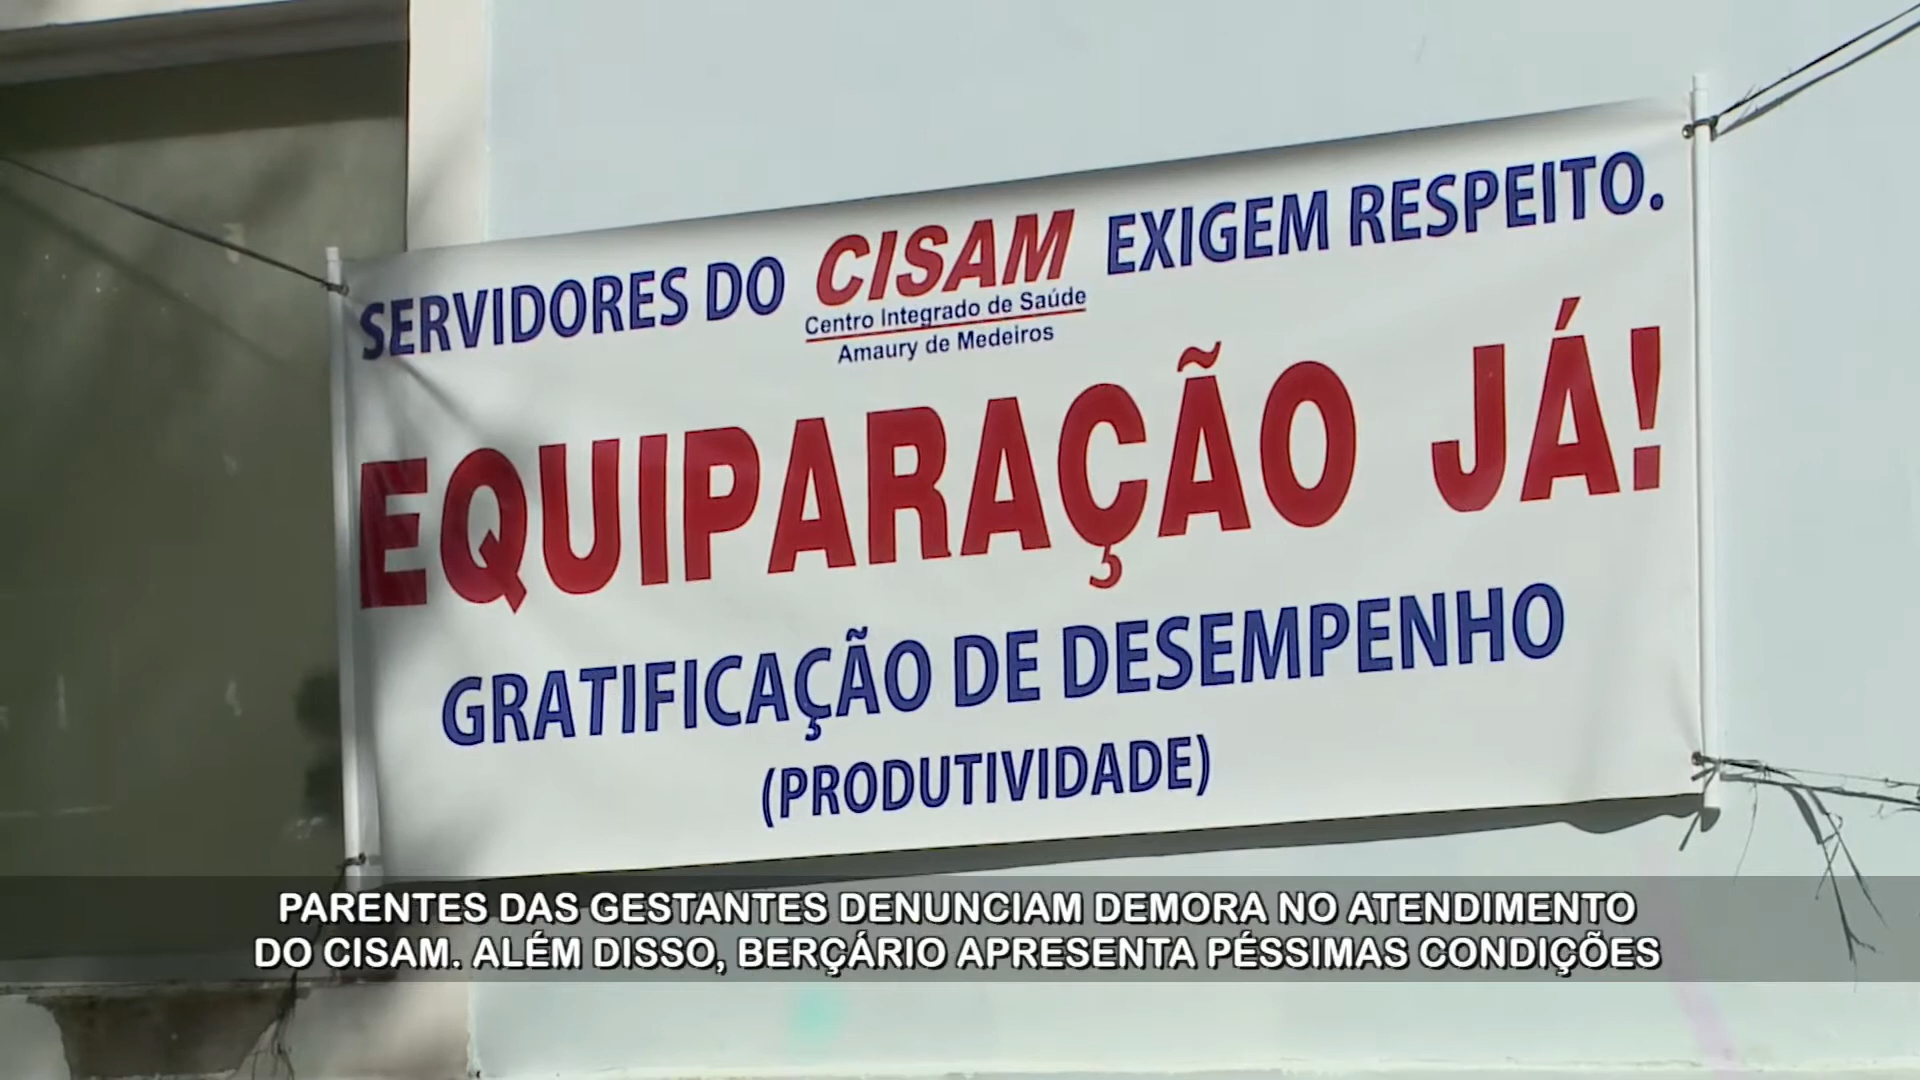 SERVIDORES DO CISAM EXIGEM RESPEITO.
Centro Integrado de Saúde
Amaury de Medeiros
EQUIPARAÇÃO JÁ!
GRATIFICAÇÃO DE DESEMPENHO
(PRODUTIVIDADE)
PARENTES DAS GESTANTES DENUNCIAM DEMORA NO ATENDIMENTO
DO CISAM. ALÉM DISSO, BERÇÁRIO APRESENTA PÉSSIMAS CONDIÇÕES